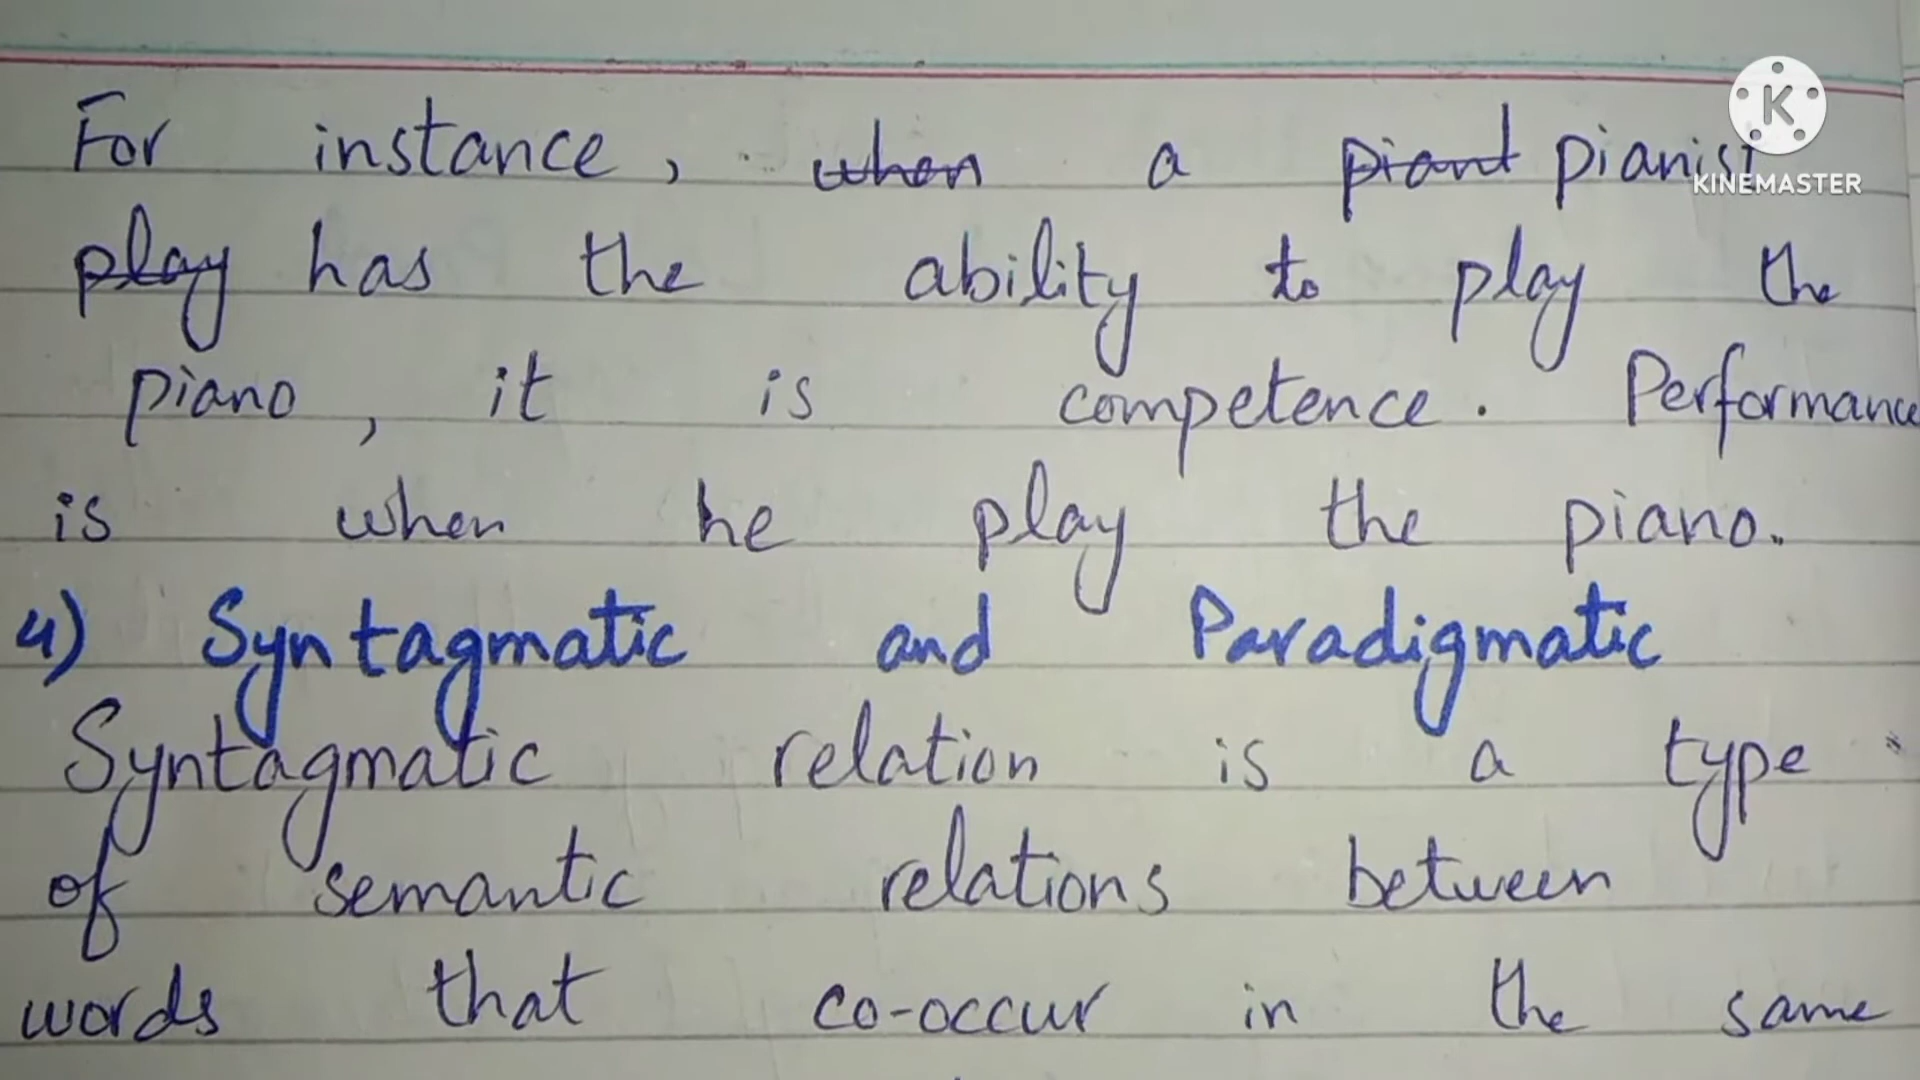 For instance, when a piant pianist
play has the ability to play the
piano, it is competence. Performance
is when he play the piano.
4) Syntagmatic and Paradigmatic
Syntagmatic relation is a type
of semantic relations between
words that co-occur in the same
KINEMASTER